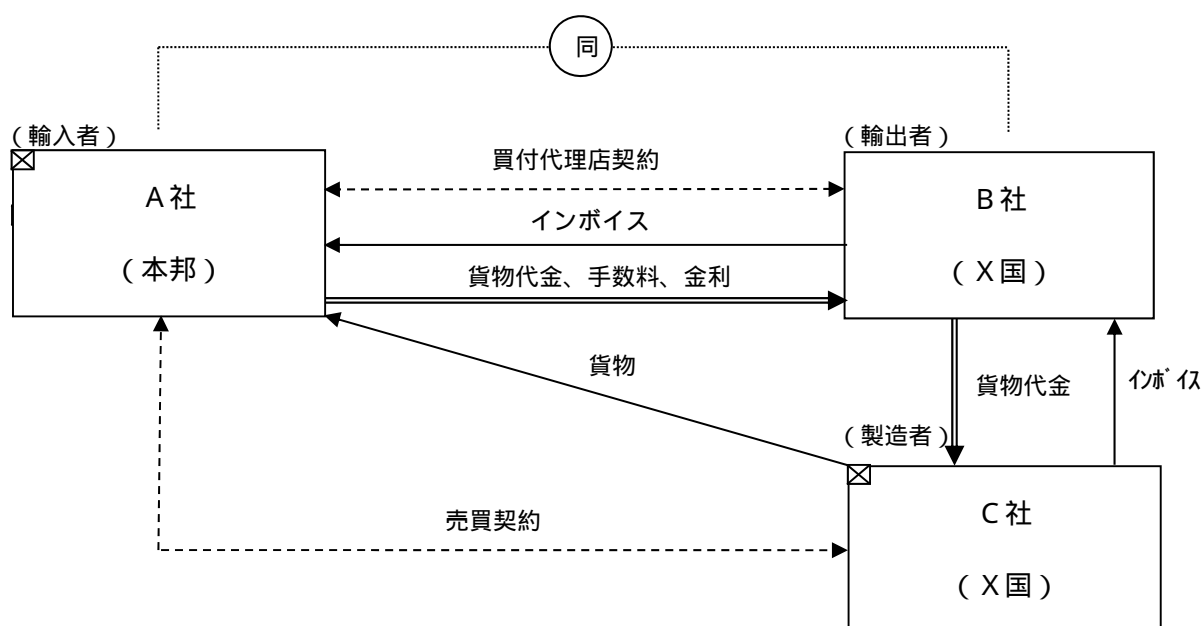 同
(輸入者)
(輸出者)
A社
(本邦)
買付代理店契約
インボイス
貨物代金、手数料、金利
B社
(X国)
貨物
貨物代金
インボイス
(製造者)
売買契約
C社
(X国)